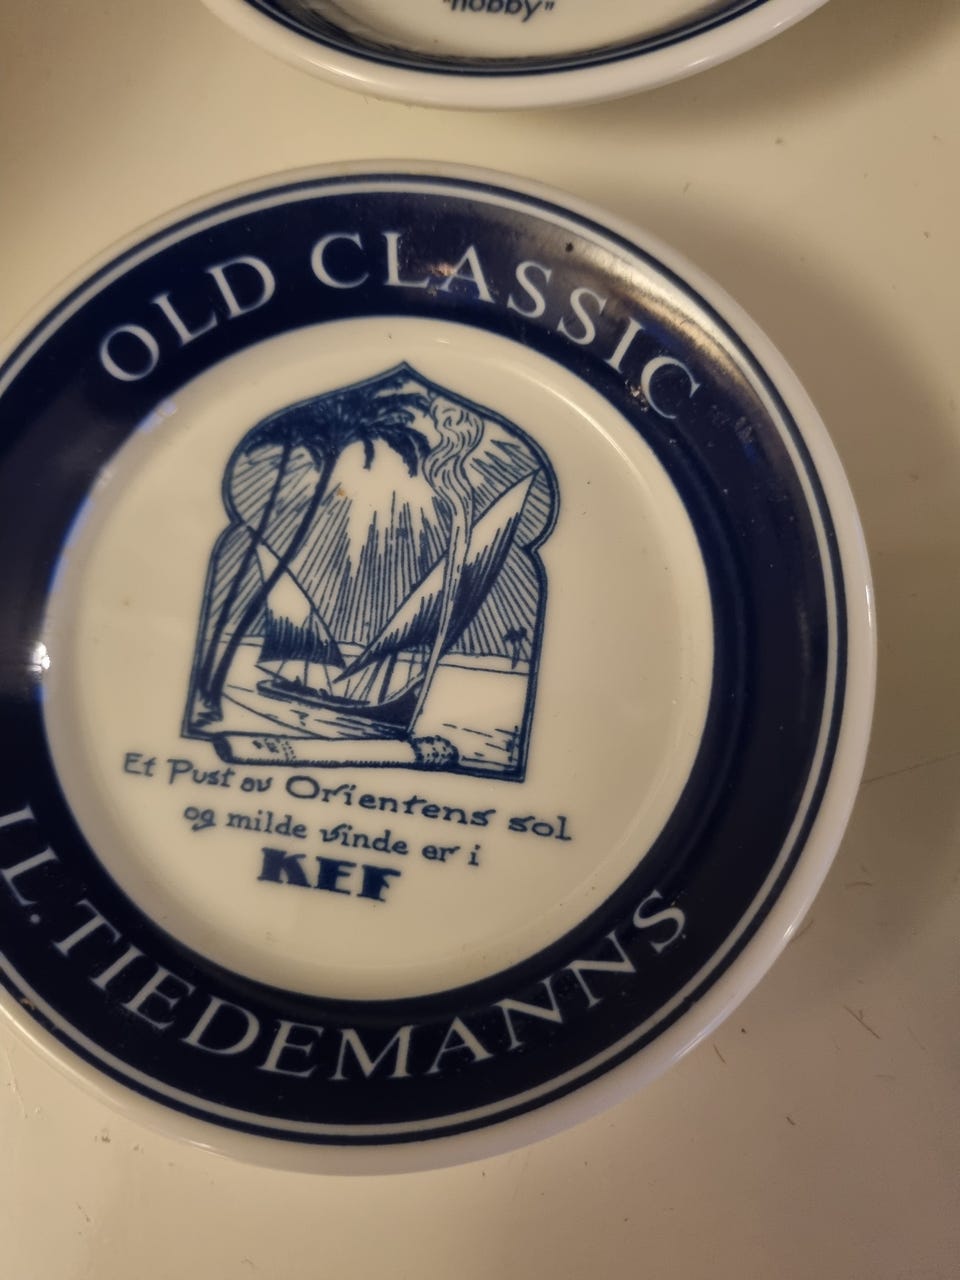 "hobby"
OLD CLASSIC
Et Pust av Orientens sol
og milde vinde er i
KEF
J.L. TIEDEMANNS